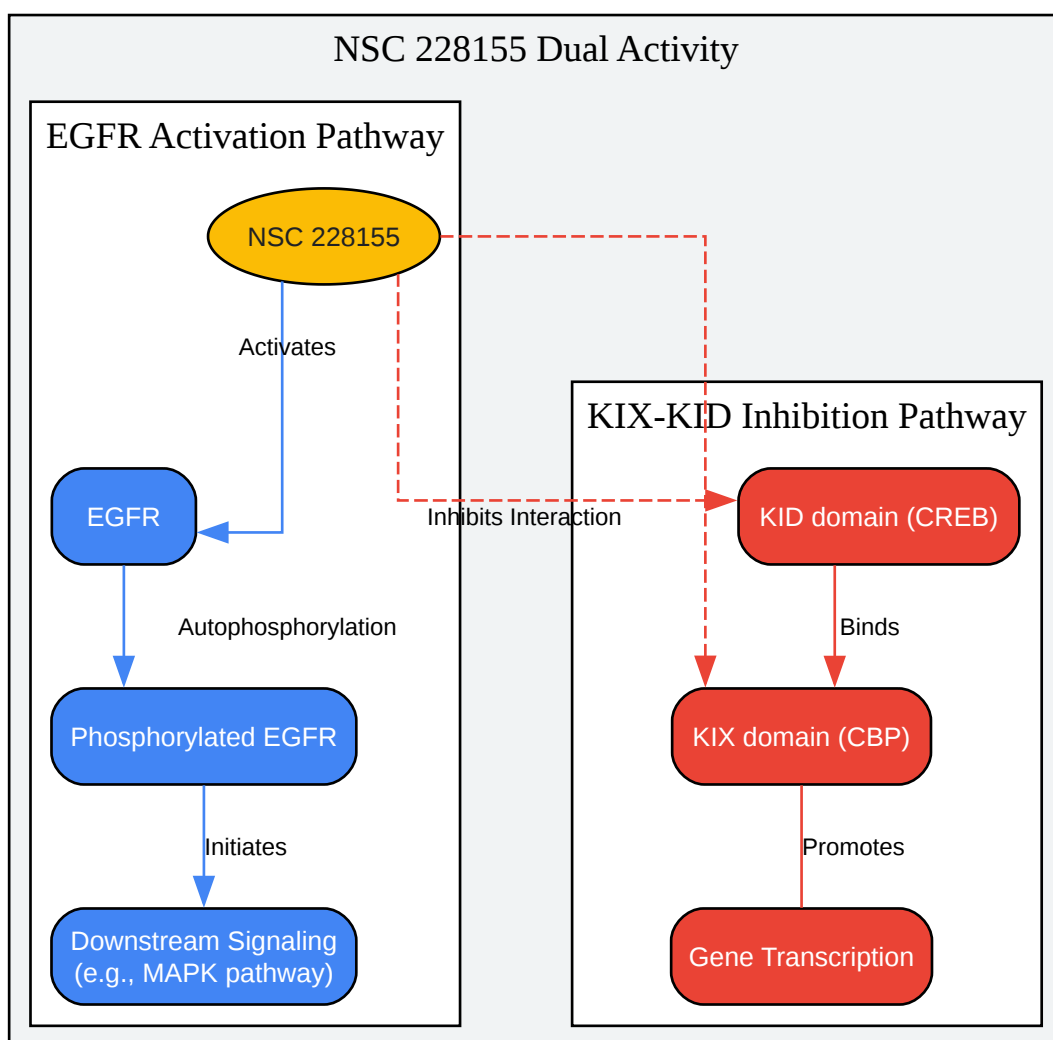 NSC 228155 Dual Activity
EGFR Activation Pathway
NSC 228155
Activates
EGFR
Autophosphorylation
Phosphorylated EGFR
Initiates
Downstream Signaling
(e.g., MAPK pathway)
Inhibits Interaction
KIX-KID Inhibition Pathway
KID domain (CREB)
Binds
KIX domain (CBP)
Promotes
Gene Transcription